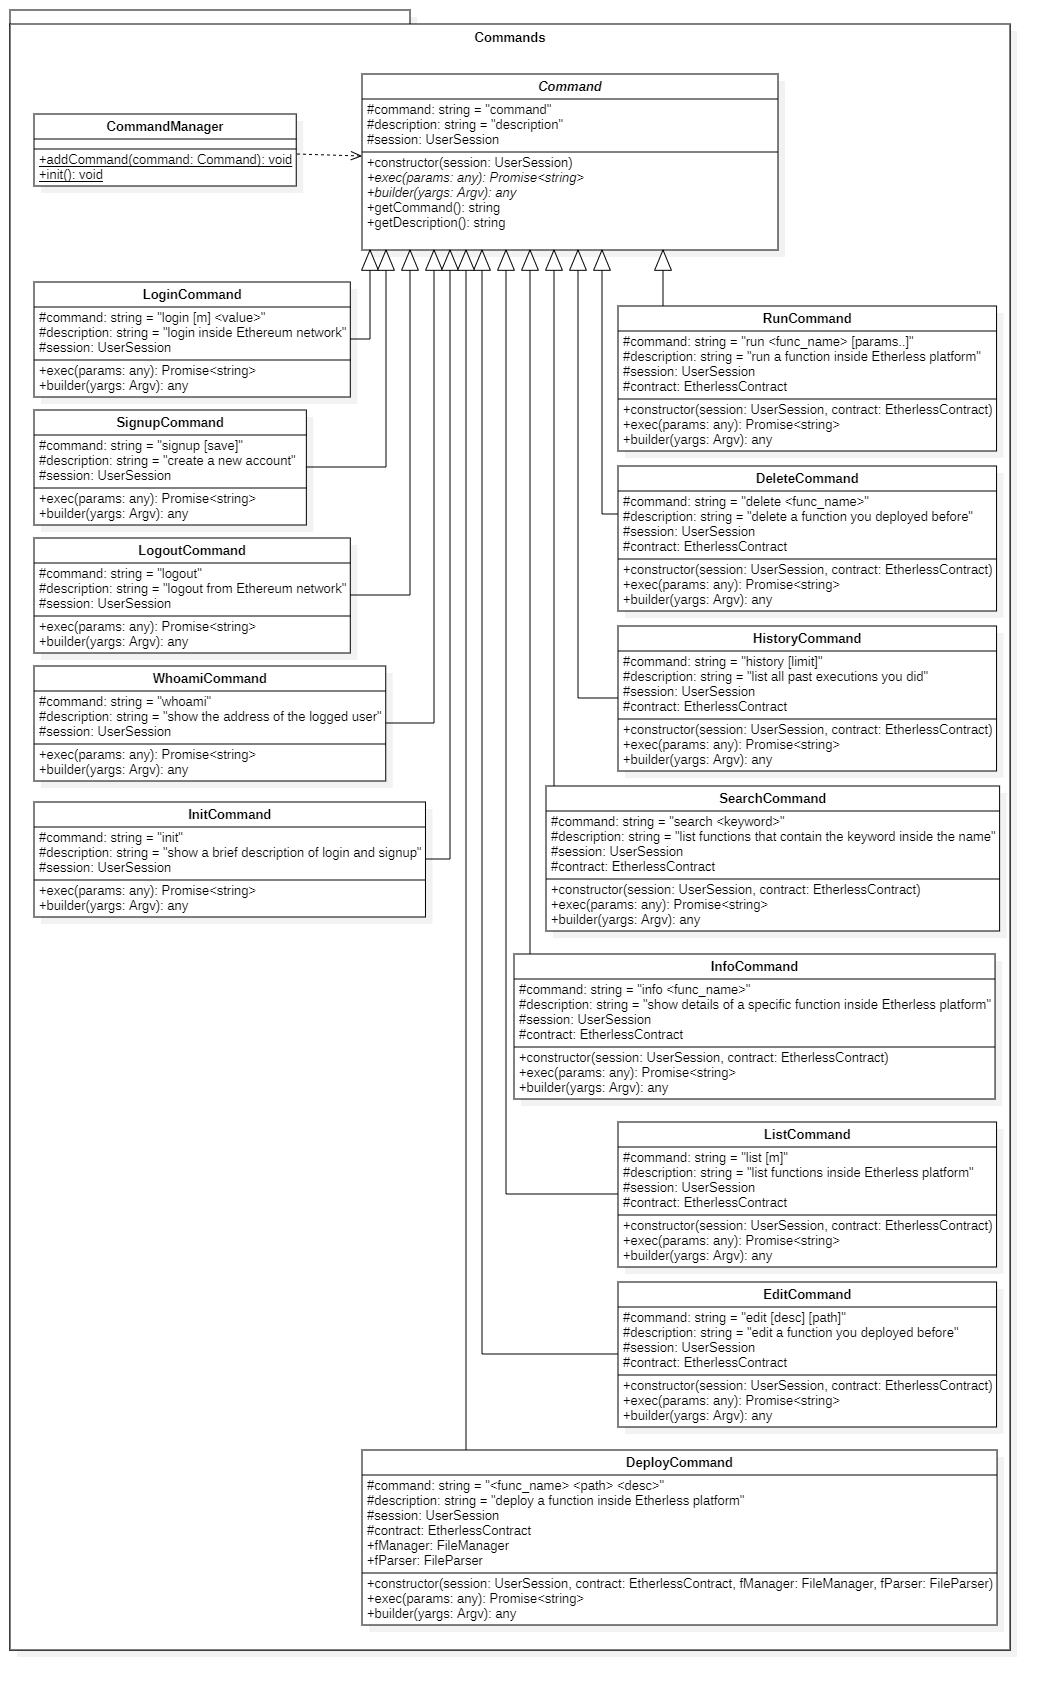 Commands
Command
#command: string = "command"
#description: string = "description"
#session: UserSession
+constructor(session: UserSession)
+exec(params: any): Promise<string>
+builder(yargs: Argv): any
+getCommand(): string
+getDescription(): string
CommandManager
+addCommand(command: Command): void
+init(): void
LoginCommand
#command: string = "login [m] <value>"
#description: string = "login inside Ethereum network"
#session: UserSession
+exec(params: any): Promise<string>
+builder(yargs: Argv): any
SignupCommand
#command: string = "signup [save]"
#description: string = "create a new account"
#session: UserSession
+exec(params: any): Promise<string>
+builder(yargs: Argv): any
LogoutCommand
#command: string = "logout"
#description: string = "logout from Ethereum network"
#session: UserSession
+exec(params: any): Promise<string>
+builder(yargs: Argv): any
WhoamiCommand
#command: string = "whoami"
#description: string = "show the address of the logged user"
#session: UserSession
+exec(params: any): Promise<string>
+builder(yargs: Argv): any
InitCommand
#command: string = "init"
#description: string = "show a brief description of login and signup"
#session: UserSession
+exec(params: any): Promise<string>
+builder(yargs: Argv): any
RunCommand
#command: string = "run <func_name> [params..]"
#description: string = "run a function inside Etherless platform"
#session: UserSession
#contract: EtherlessContract
+constructor(session: UserSession, contract: EtherlessContract)
+exec(params: any): Promise<string>
+builder(yargs: Argv): any
DeleteCommand
#command: string = "delete <func_name>"
#description: string = "delete a function you deployed before"
#session: UserSession
#contract: EtherlessContract
+constructor(session: UserSession, contract: EtherlessContract)
+exec(params: any): Promise<string>
+builder(yargs: Argv): any
HistoryCommand
#command: string = "history [limit]"
#description: string = "list all past executions you did"
#session: UserSession
#contract: EtherlessContract
+constructor(session: UserSession, contract: EtherlessContract)
+exec(params: any): Promise<string>
+builder(yargs: Argv): any
SearchCommand
#command: string = "search <keyword>"
#description: string = "list functions that contain the keyword inside the name"
#session: UserSession
#contract: EtherlessContract
+constructor(session: UserSession, contract: EtherlessContract)
+exec(params: any): Promise<string>
+builder(yargs: Argv): any
InfoCommand
#command: string = "info <func_name>"
#description: string = "show details of a specific function inside Etherless platform"
#session: UserSession
#contract: EtherlessContract
+constructor(session: UserSession, contract: EtherlessContract)
+exec(params: any): Promise<string>
+builder(yargs: Argv): any
ListCommand
#command: string = "list [m]"
#description: string = "list functions inside Etherless platform"
#session: UserSession
#contract: EtherlessContract
+constructor(session: UserSession, contract: EtherlessContract)
+exec(params: any): Promise<string>
+builder(yargs: Argv): any
EditCommand
#command: string = "edit [desc] [path]"
#description: string = "edit a function you deployed before"
#session: UserSession
#contract: EtherlessContract
+constructor(session: UserSession, contract: EtherlessContract)
+exec(params: any): Promise<string>
+builder(yargs: Argv): any
DeployCommand
#command: string = "<func_name> <path> <desc>"
#description: string = "deploy a function inside Etherless platform"
#session: UserSession
#contract: EtherlessContract
+fManager: FileManager
+fParser: FileParser
+constructor(session: UserSession, contract: EtherlessContract, fManager: FileManager, fParser: FileParser)
+exec(params: any): Promise<string>
+builder(yargs: Argv): any